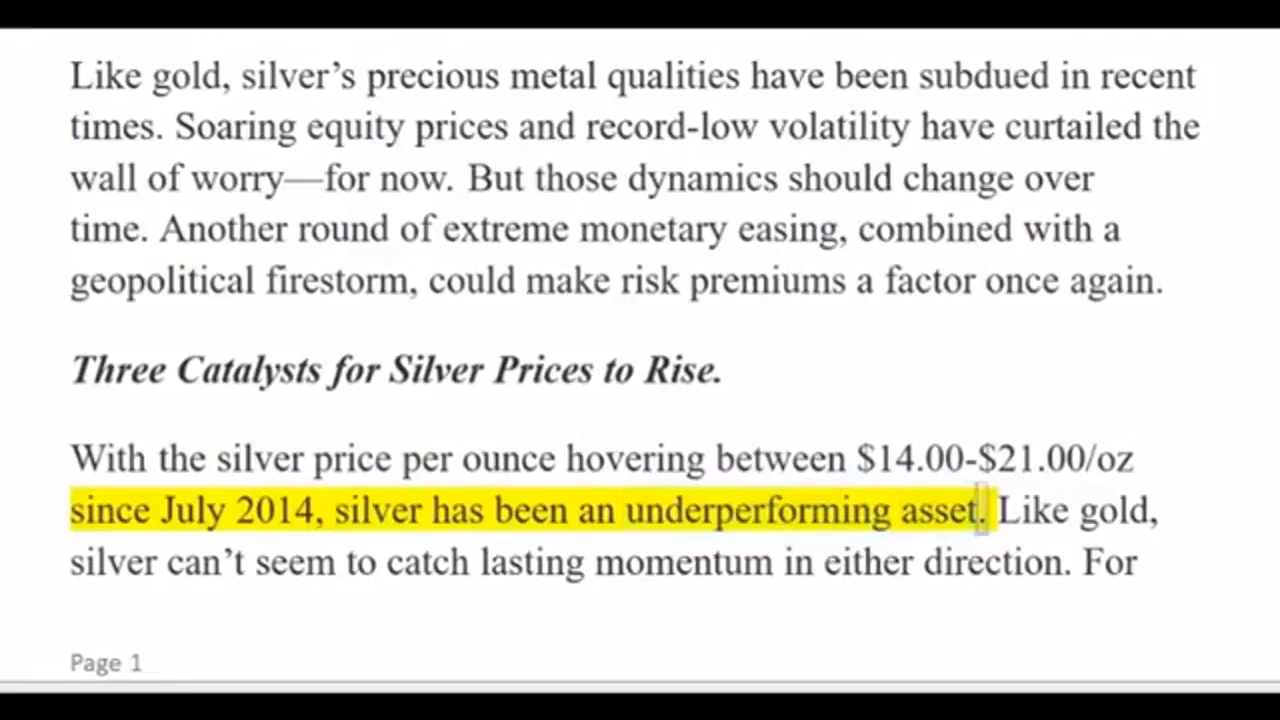 Like gold, silver’s precious metal qualities have been subdued in recent
times. Soaring equity prices and record-low volatility have curtailed the
wall of worry—for now. But those dynamics should change over
time. Another round of extreme monetary easing, combined with a
geopolitical firestorm, could make risk premiums a factor once again.
Three Catalysts for Silver Prices to Rise.
With the silver price per ounce hovering between $14.00-$21.00/oz
since July 2014, silver has been an underperforming asset. Like gold,
silver can’t seem to catch lasting momentum in either direction. For
Page 1